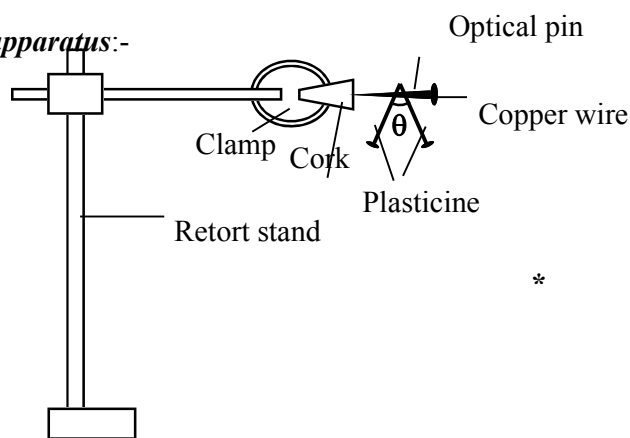 apparatus:-
Optical pin
Copper wire
Clamp
Cork
θ
Plasticine
Retort stand
*